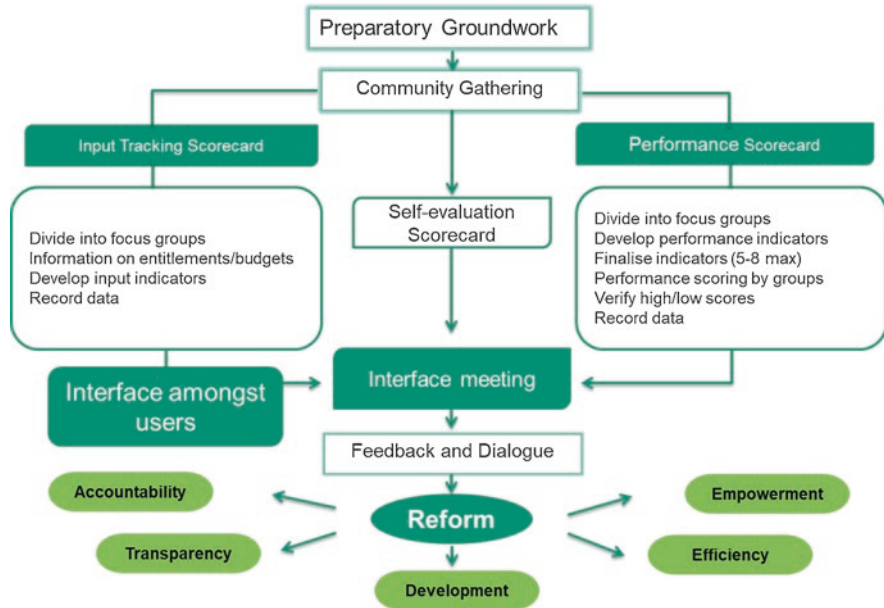 Preparatory Groundwork
Community Gathering
Input Tracking Scorecard
Performance Scorecard
Divide into focus groups
Information on entitlements/budgets
Develop input indicators
Record data
Self-evaluation
Scorecard
Divide into focus groups
Develop performance indicators
Finalise indicators (5-8 max)
Performance scoring by groups
Verify high/low scores
Record data
Interface amongst
users
Interface meeting
Feedback and Dialogue
Accountability
Empowerment
Reform
Transparency
Efficiency
Development